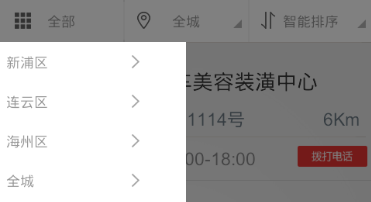 全部 全城 智能排序
新浦区
连云区
海州区
全城
车美容装潢中心
1114号 6Km
00-18:00 拨打电话